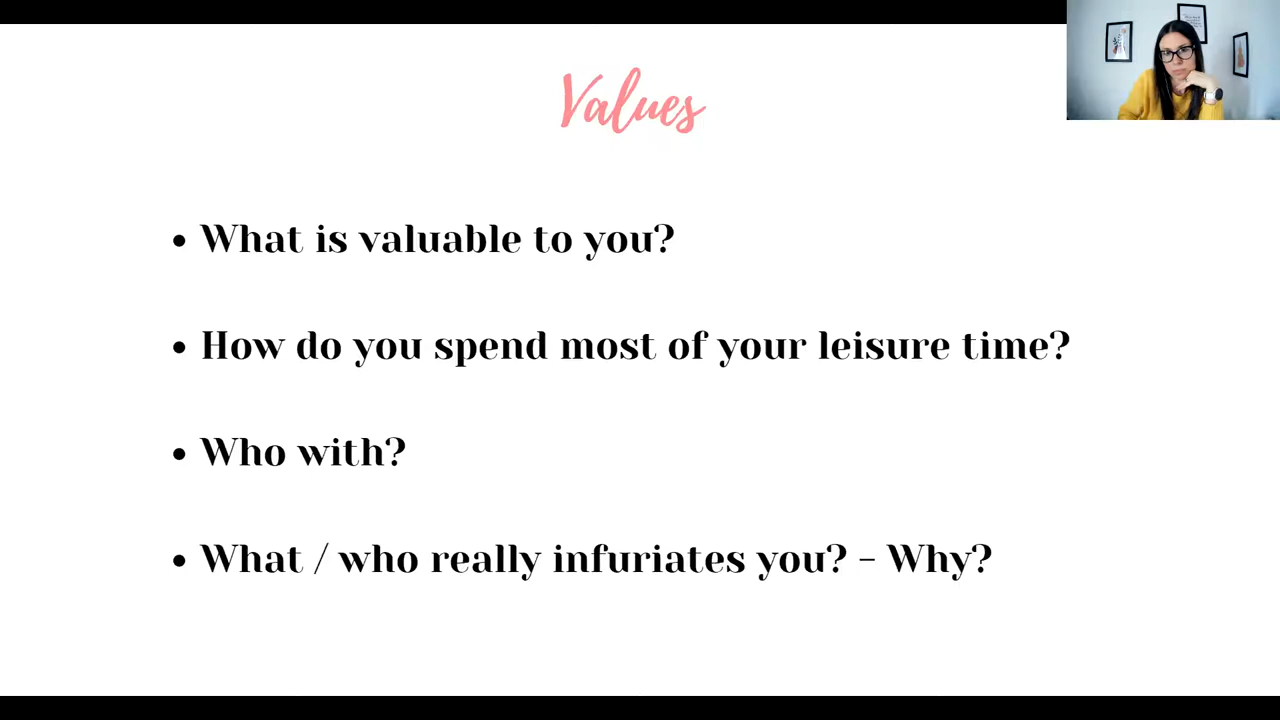 Values
• What is valuable to you?
• How do you spend most of your leisure time?
• Who with?
• What / who really infuriates you? - Why?